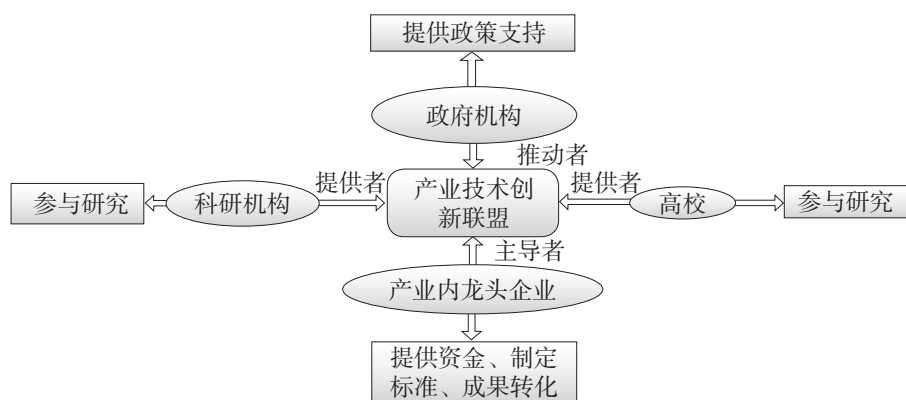 提供政策支持
政府机构
推动者
提供者
产业技术创
新联盟
提供者
参与研究
科研机构
高校
参与研究
主导者
产业内龙头企业
提供资金、制定
标准、成果转化